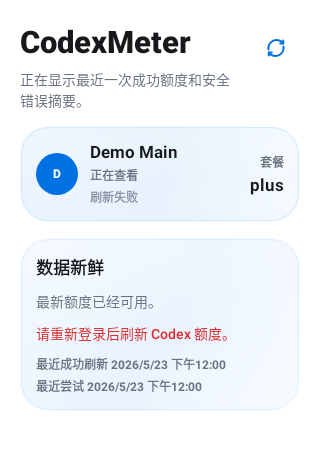 CodexMeter
正在显示最近一次成功额度和安全
错误摘要。
D
Demo Main
正在查看
刷新失败
套餐
plus
数据新鲜
最新额度已经可用。
请重新登录后刷新 Codex 额度。
最近成功刷新 2026/5/23 下午12:00
最近尝试 2026/5/23 下午12:00